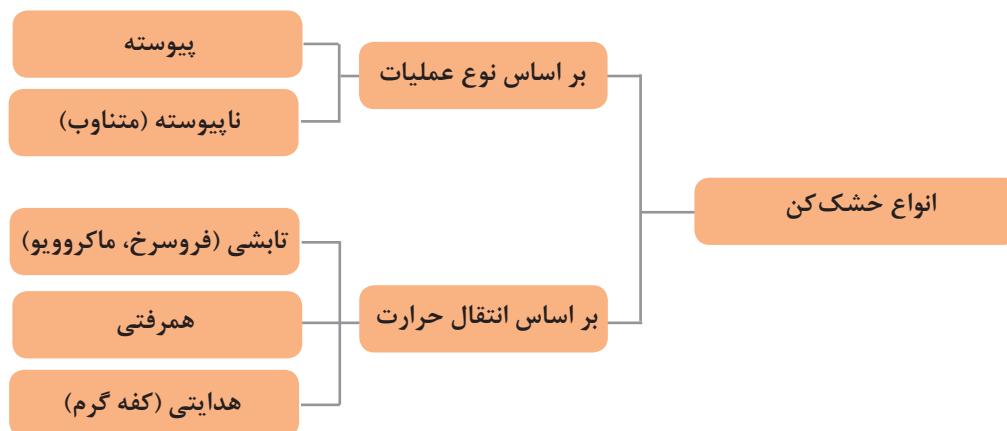 انواع خشک‌کن
بر اساس نوع عملیات
پیوسته
ناپیوسته (متناوب)
بر اساس انتقال حرارت
تابشی (فروسرخ، ماکروویو)
همرفتی
هدایتی (کفه گرم)